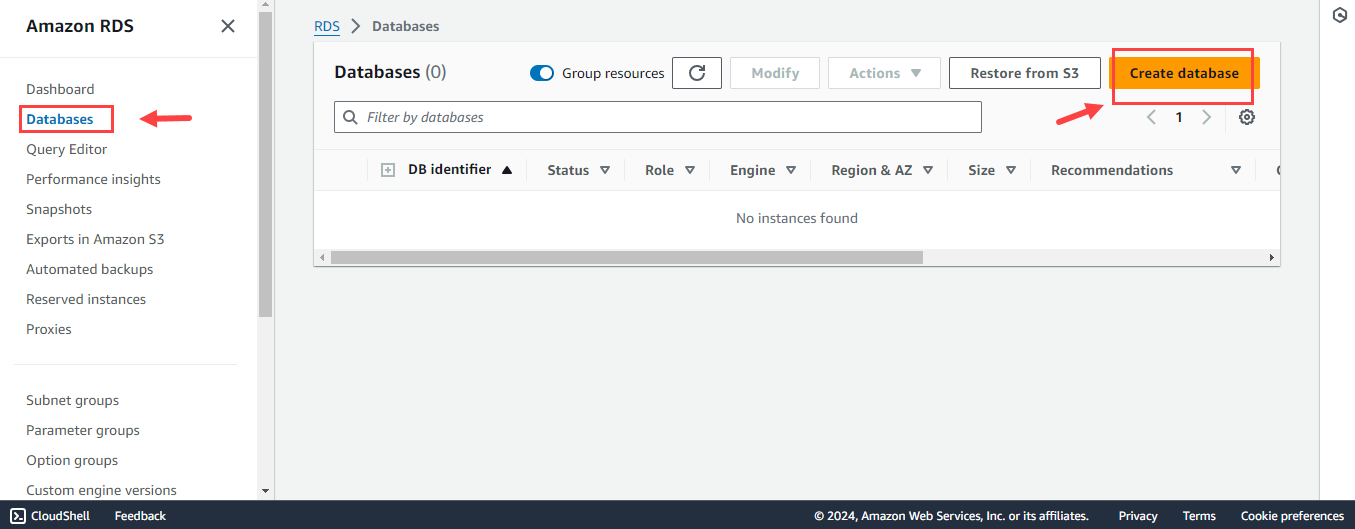 Amazon RDS
Dashboard
Databases
Query Editor
Performance insights
Snapshots
Exports in Amazon S3
Automated backups
Reserved instances
Proxies
Subnet groups
Parameter groups
Option groups
Custom engine versions
RDS > Databases
Databases (0)
Group resources
Modify
Actions
Restore from S3
Create database
Filter by databases
1
DB identifier Status Role Engine Region & AZ Size Recommendations
No instances found
CloudShell Feedback © 2024, Amazon Web Services, Inc. or its affiliates. Privacy Terms Cookie preferences